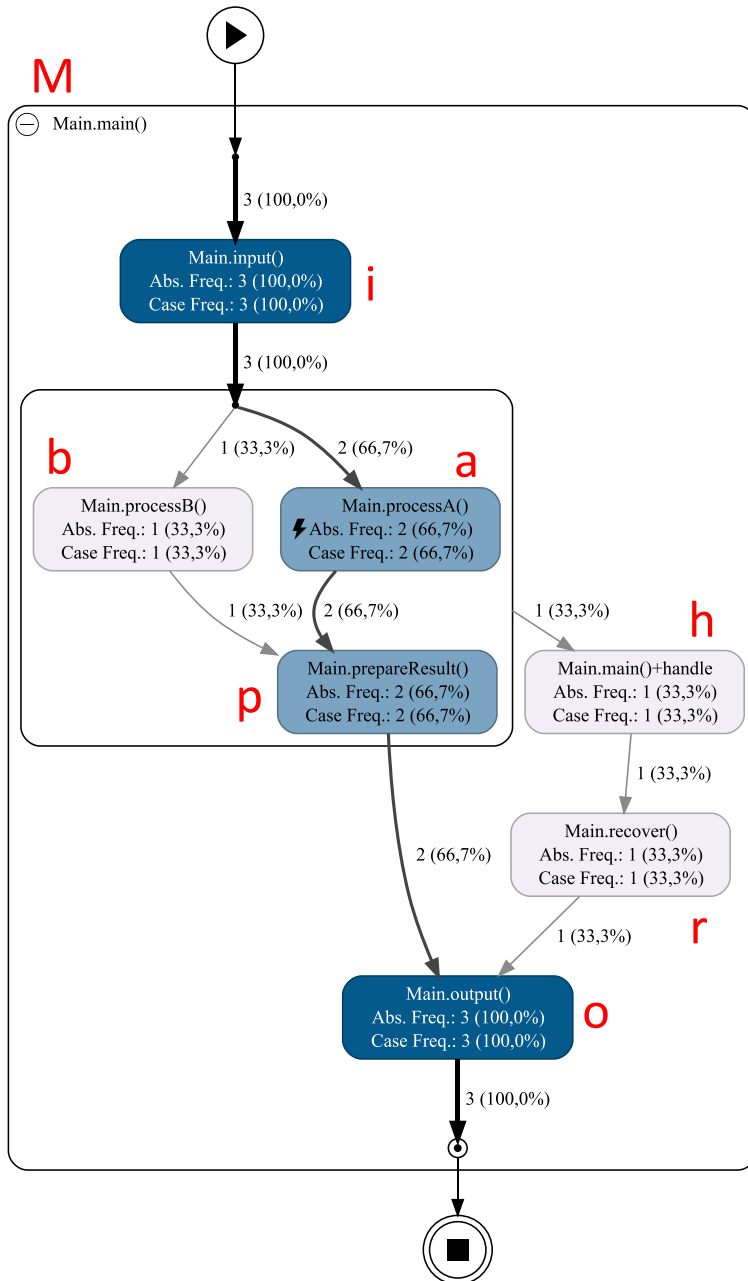 M
Main.main()
3 (100,0%)
Main.input()
Abs. Freq.: 3 (100,0%)
Case Freq.: 3 (100,0%)
i
3 (100,0%)
b
1 (33,3%)
2 (66,7%)
a
Main.processB()
Abs. Freq.: 1 (33,3%)
Case Freq.: 1 (33,3%)
Main.processA()
Abs. Freq.: 2 (66,7%)
Case Freq.: 2 (66,7%)
1 (33,3%)
2 (66,7%)
1 (33,3%)
h
p
Main.prepareResult()
Abs. Freq.: 2 (66,7%)
Case Freq.: 2 (66,7%)
Main.main()+handle
Abs. Freq.: 1 (33,3%)
Case Freq.: 1 (33,3%)
1 (33,3%)
2 (66,7%)
Main.recover()
Abs. Freq.: 1 (33,3%)
Case Freq.: 1 (33,3%)
r
1 (33,3%)
Main.output()
Abs. Freq.: 3 (100,0%)
Case Freq.: 3 (100,0%)
o
3 (100,0%)